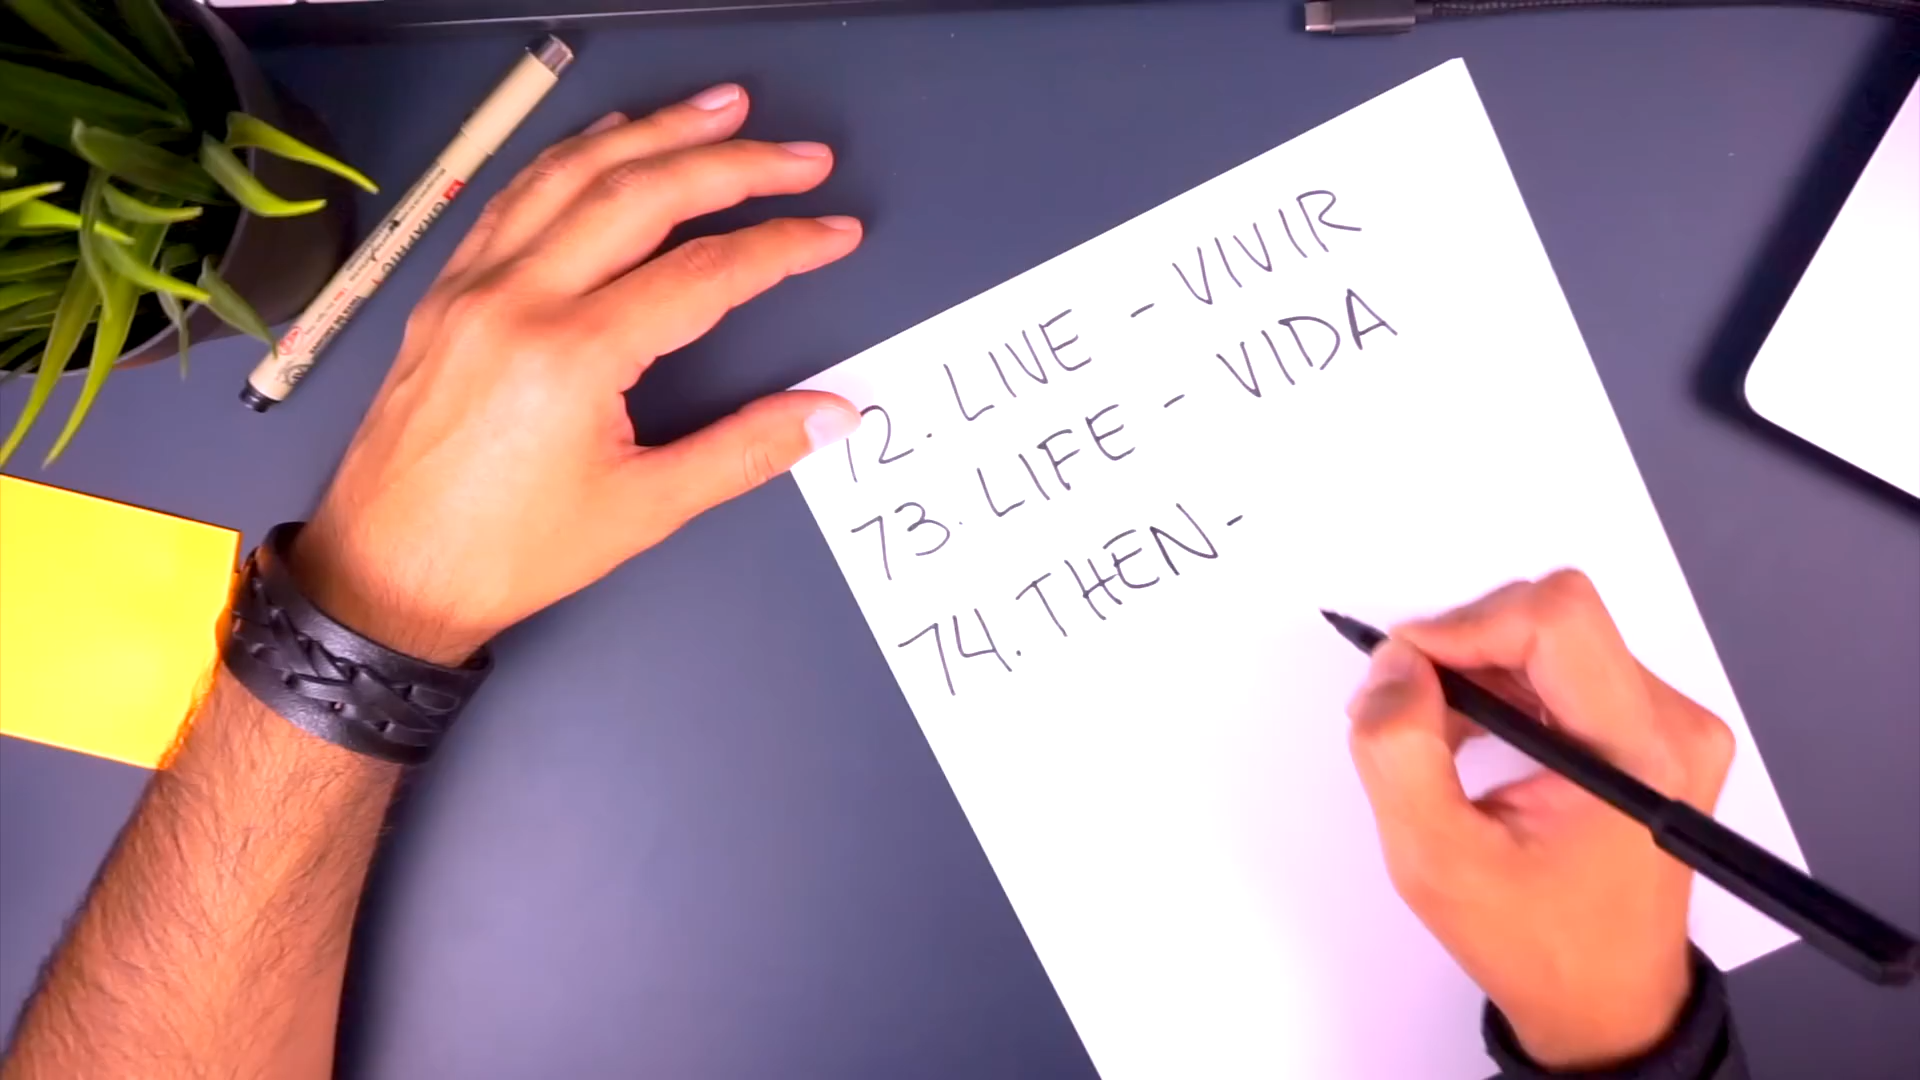 72. LIVE - VIVIR
73. LIFE - VIDA
74. THEN-